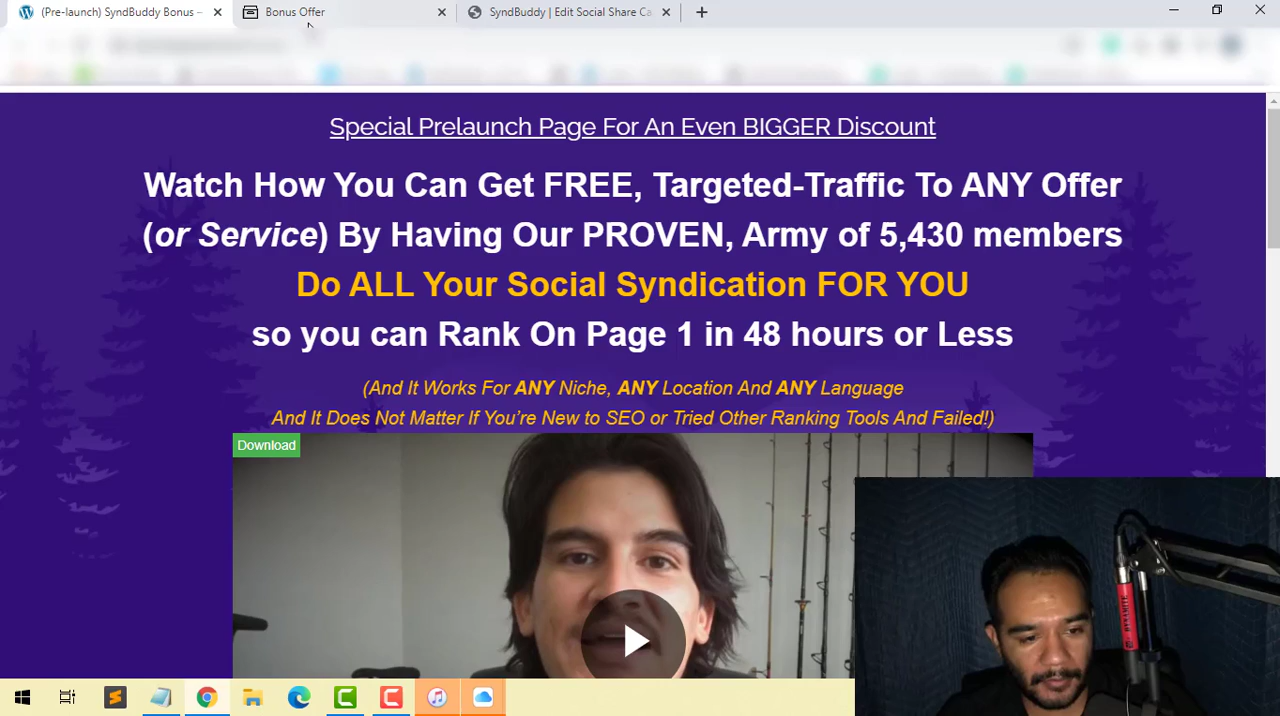 (Pre-launch) SyndBuddy Bonus –
Bonus Offer
SyndBuddy | Edit Social Share Ca
Special Prelaunch Page For An Even BIGGER Discount
Watch How You Can Get FREE, Targeted-Traffic To ANY Offer
(or Service) By Having Our PROVEN, Army of 5,430 members
Do ALL Your Social Syndication FOR YOU
so you can Rank On Page 1 in 48 hours or Less
(And It Works For ANY Niche, ANY Location And ANY Language
And It Does Not Matter If You’re New to SEO or Tried Other Ranking Tools And Failed!)
Download